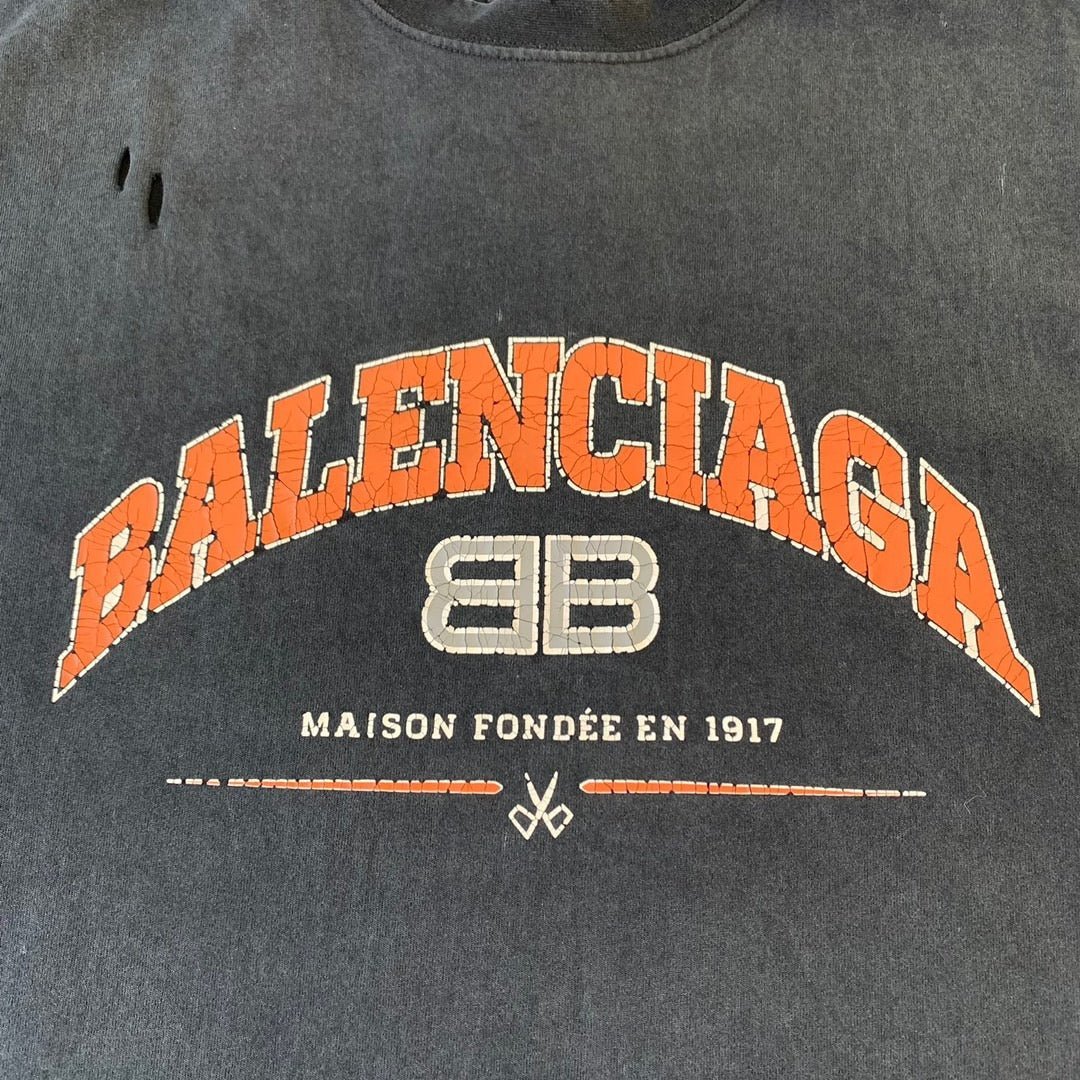 BALENCIAGA
BB
MAISON FONDÉE EN 1917